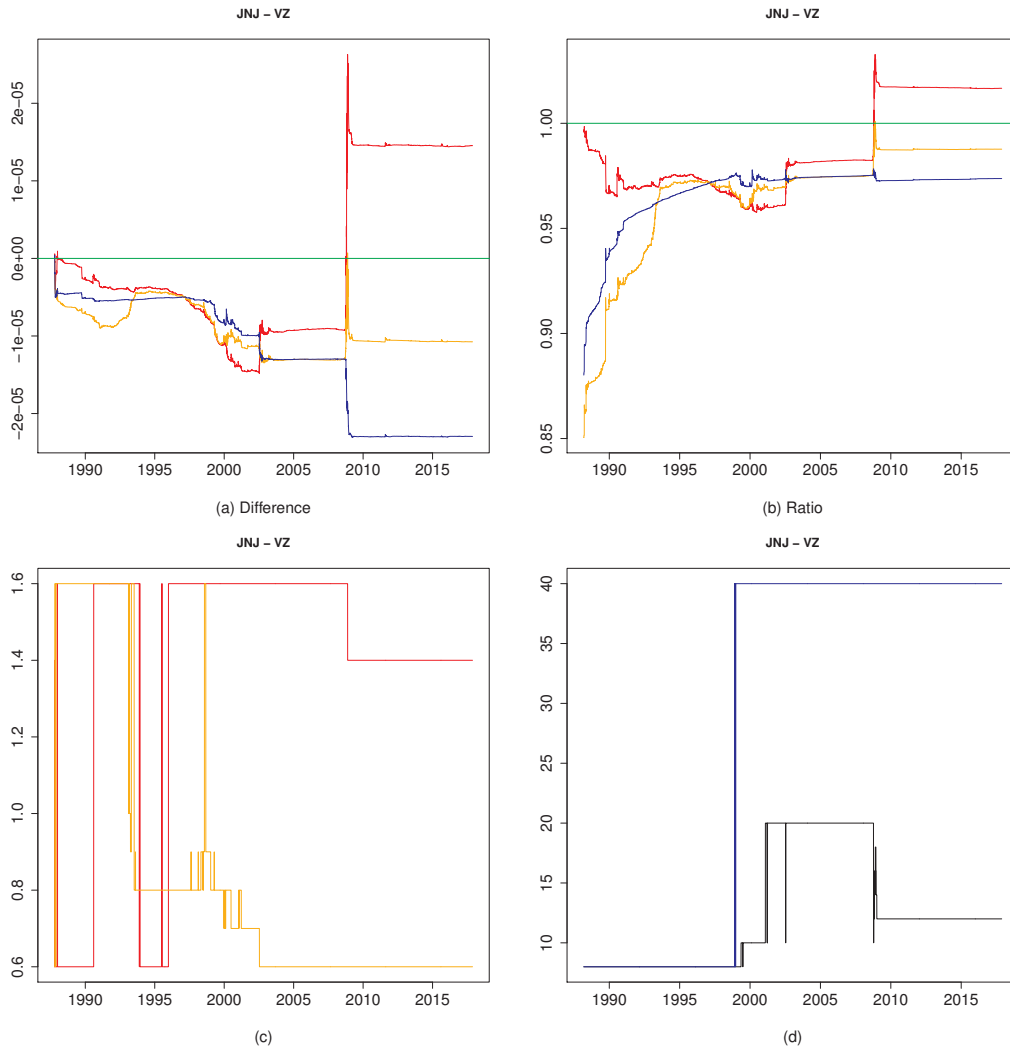 JNJ − VZ
2e−05
1e−05
0e+00
−1e−05
−2e−05
1990 1995 2000 2005 2010 2015
(a) Difference
JNJ − VZ
1.00
0.95
0.90
0.85
1990 1995 2000 2005 2010 2015
(b) Ratio
JNJ − VZ
1.6
1.4
1.2
1.0
0.8
0.6
1990 1995 2000 2005 2010 2015
(c)
JNJ − VZ
40
35
30
25
20
15
10
1990 1995 2000 2005 2010 2015
(d)